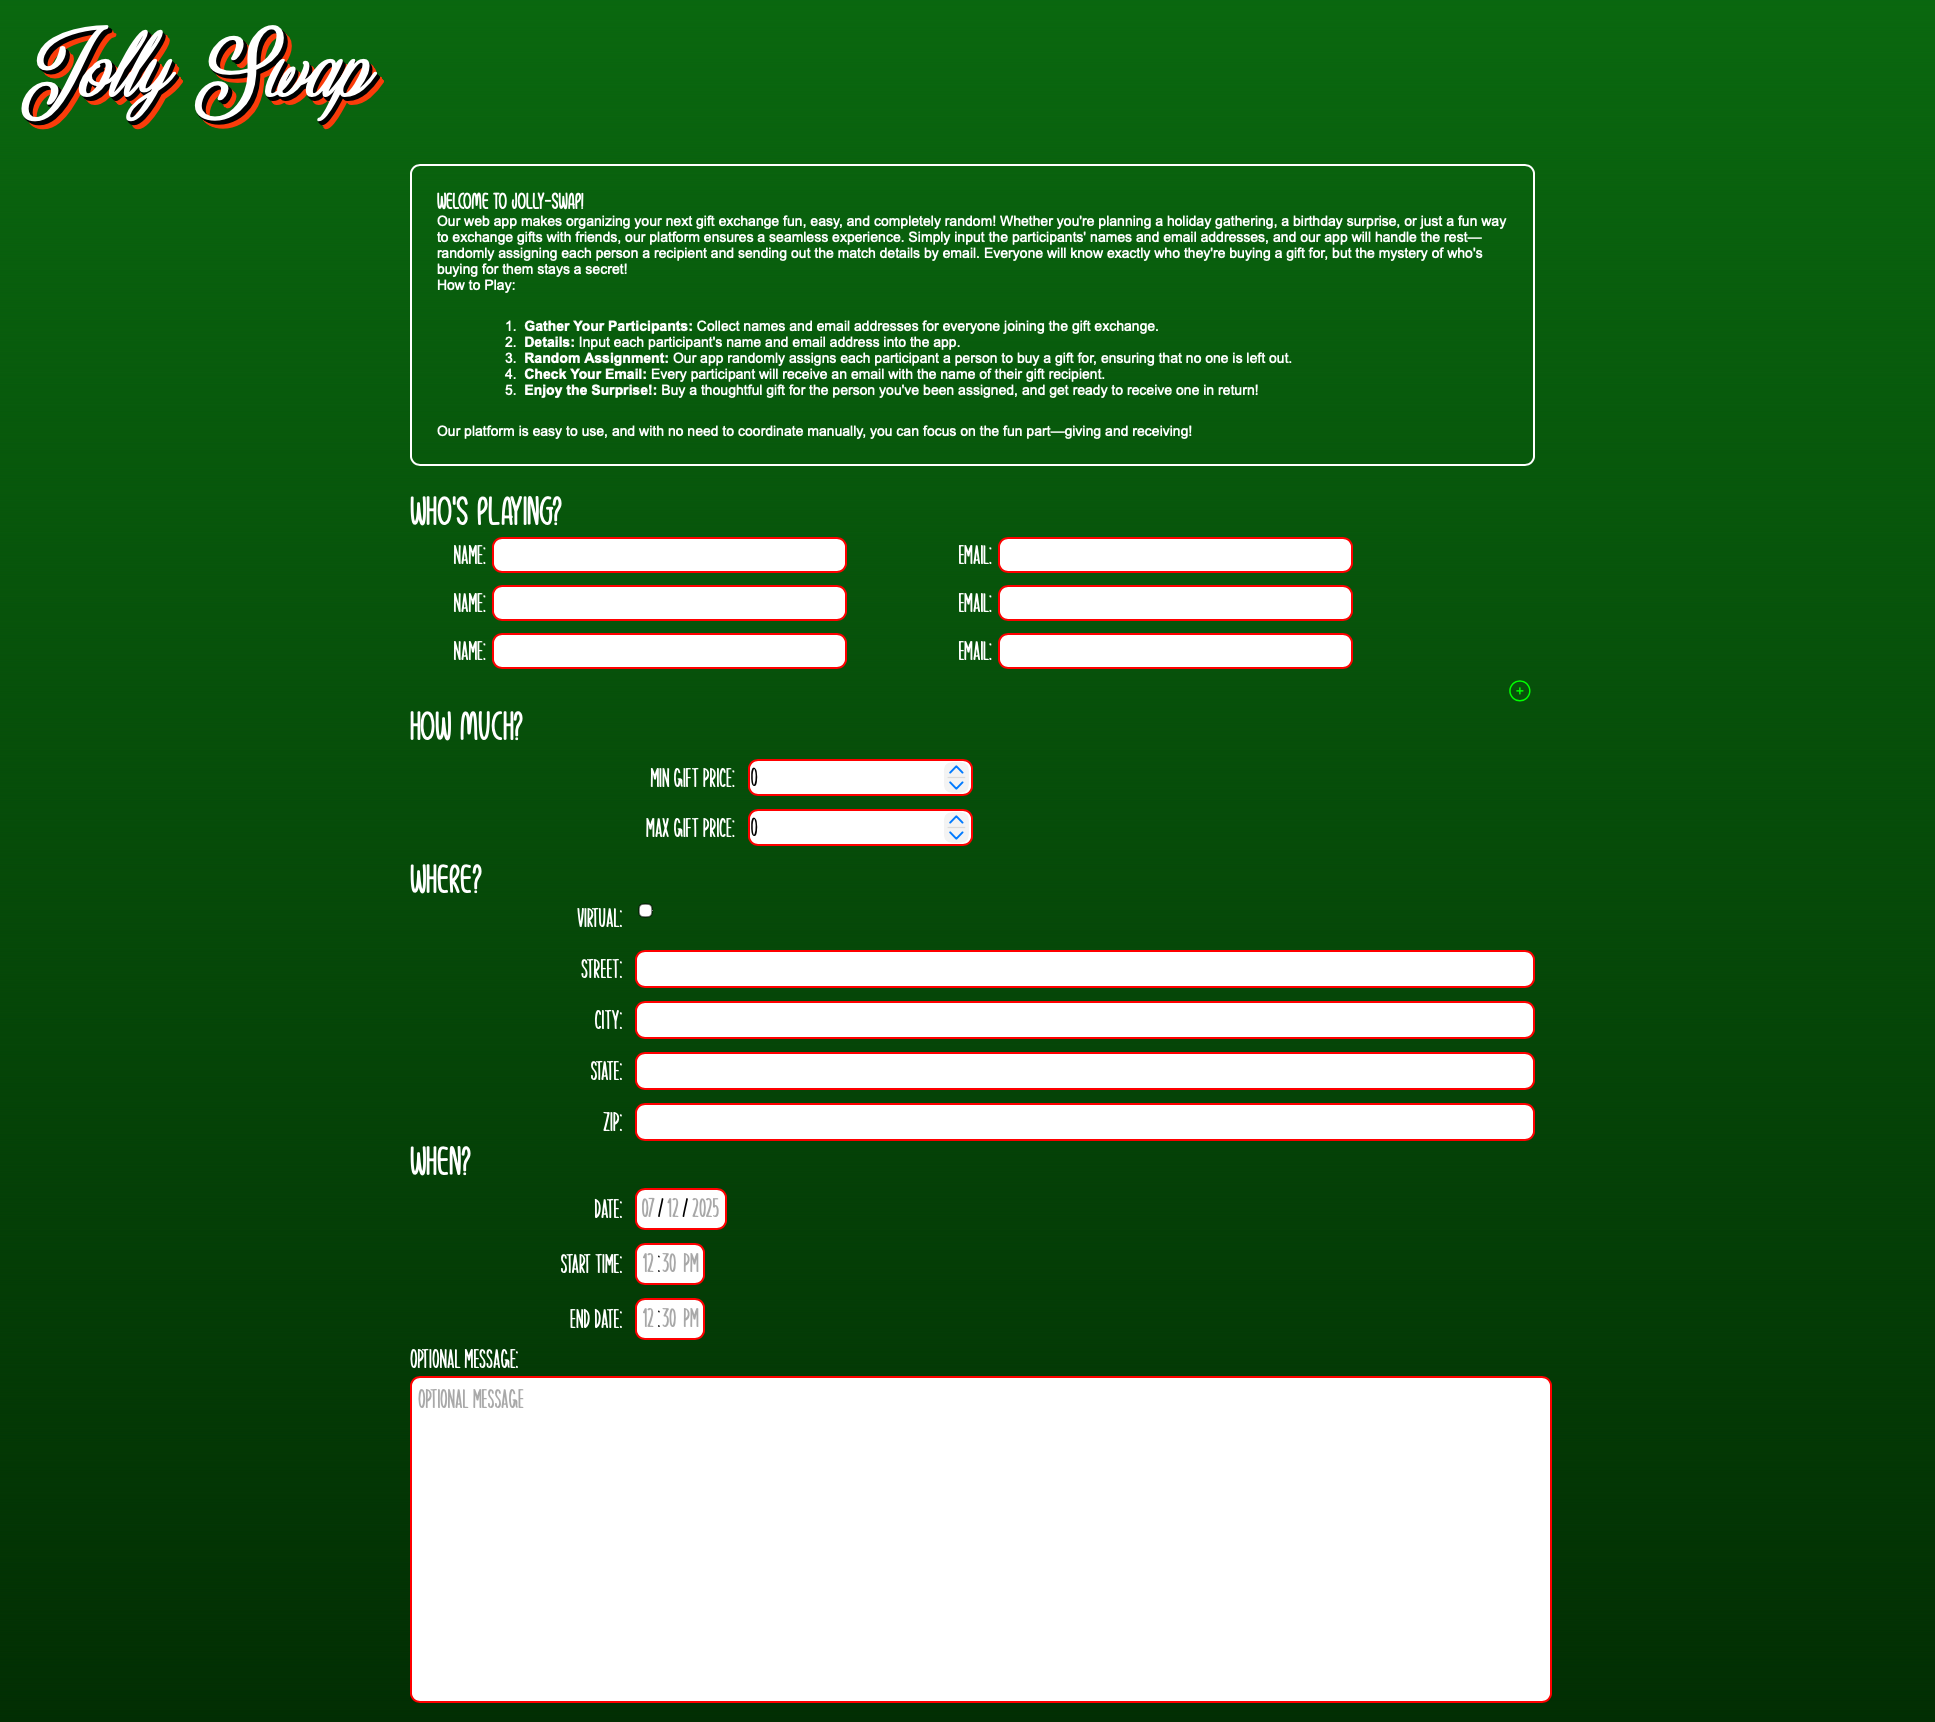 Jolly Swap
WELCOME TO JOLLY-SWAP!
Our web app makes organizing your next gift exchange fun, easy, and completely random! Whether you're planning a holiday gathering, a birthday surprise, or just a fun way
to exchange gifts with friends, our platform ensures a seamless experience. Simply input the participants' names and email addresses, and our app will handle the rest—
randomly assigning each person a recipient and sending out the match details by email. Everyone will know exactly who they're buying a gift for, but the mystery of who's
buying for them stays a secret!
How to Play:
1. Gather Your Participants: Collect names and email addresses for everyone joining the gift exchange.
2. Details: Input each participant's name and email address into the app.
3. Random Assignment: Our app randomly assigns each participant a person to buy a gift for, ensuring that no one is left out.
4. Check Your Email: Every participant will receive an email with the name of their gift recipient.
5. Enjoy the Surprise!: Buy a thoughtful gift for the person you've been assigned, and get ready to receive one in return!
Our platform is easy to use, and with no need to coordinate manually, you can focus on the fun part—giving and receiving!
WHO'S PLAYING?
NAME: EMAIL:
NAME: EMAIL:
NAME: EMAIL:
HOW MUCH?
MIN GIFT PRICE: 0
MAX GIFT PRICE: 0
WHERE?
VIRTUAL:
STREET:
CITY:
STATE:
ZIP:
WHEN?
DATE: 07/12/2025
START TIME: 12:30 PM
END DATE: 12:30 PM
OPTIONAL MESSAGE:
OPTIONAL MESSAGE